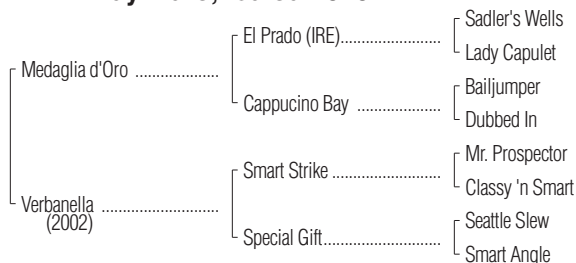 Sadler's Wells
El Prado (IRE)....................
Lady Capulet
Medaglia d'Oro ....................
Bailjumper
Cappucino Bay ....................
Dubbed In
Mr. Prospector
Smart Strike ..........................
Classy 'n Smart
Verbanella ............................
(2002)
Seattle Slew
Special Gift............................
Smart Angle